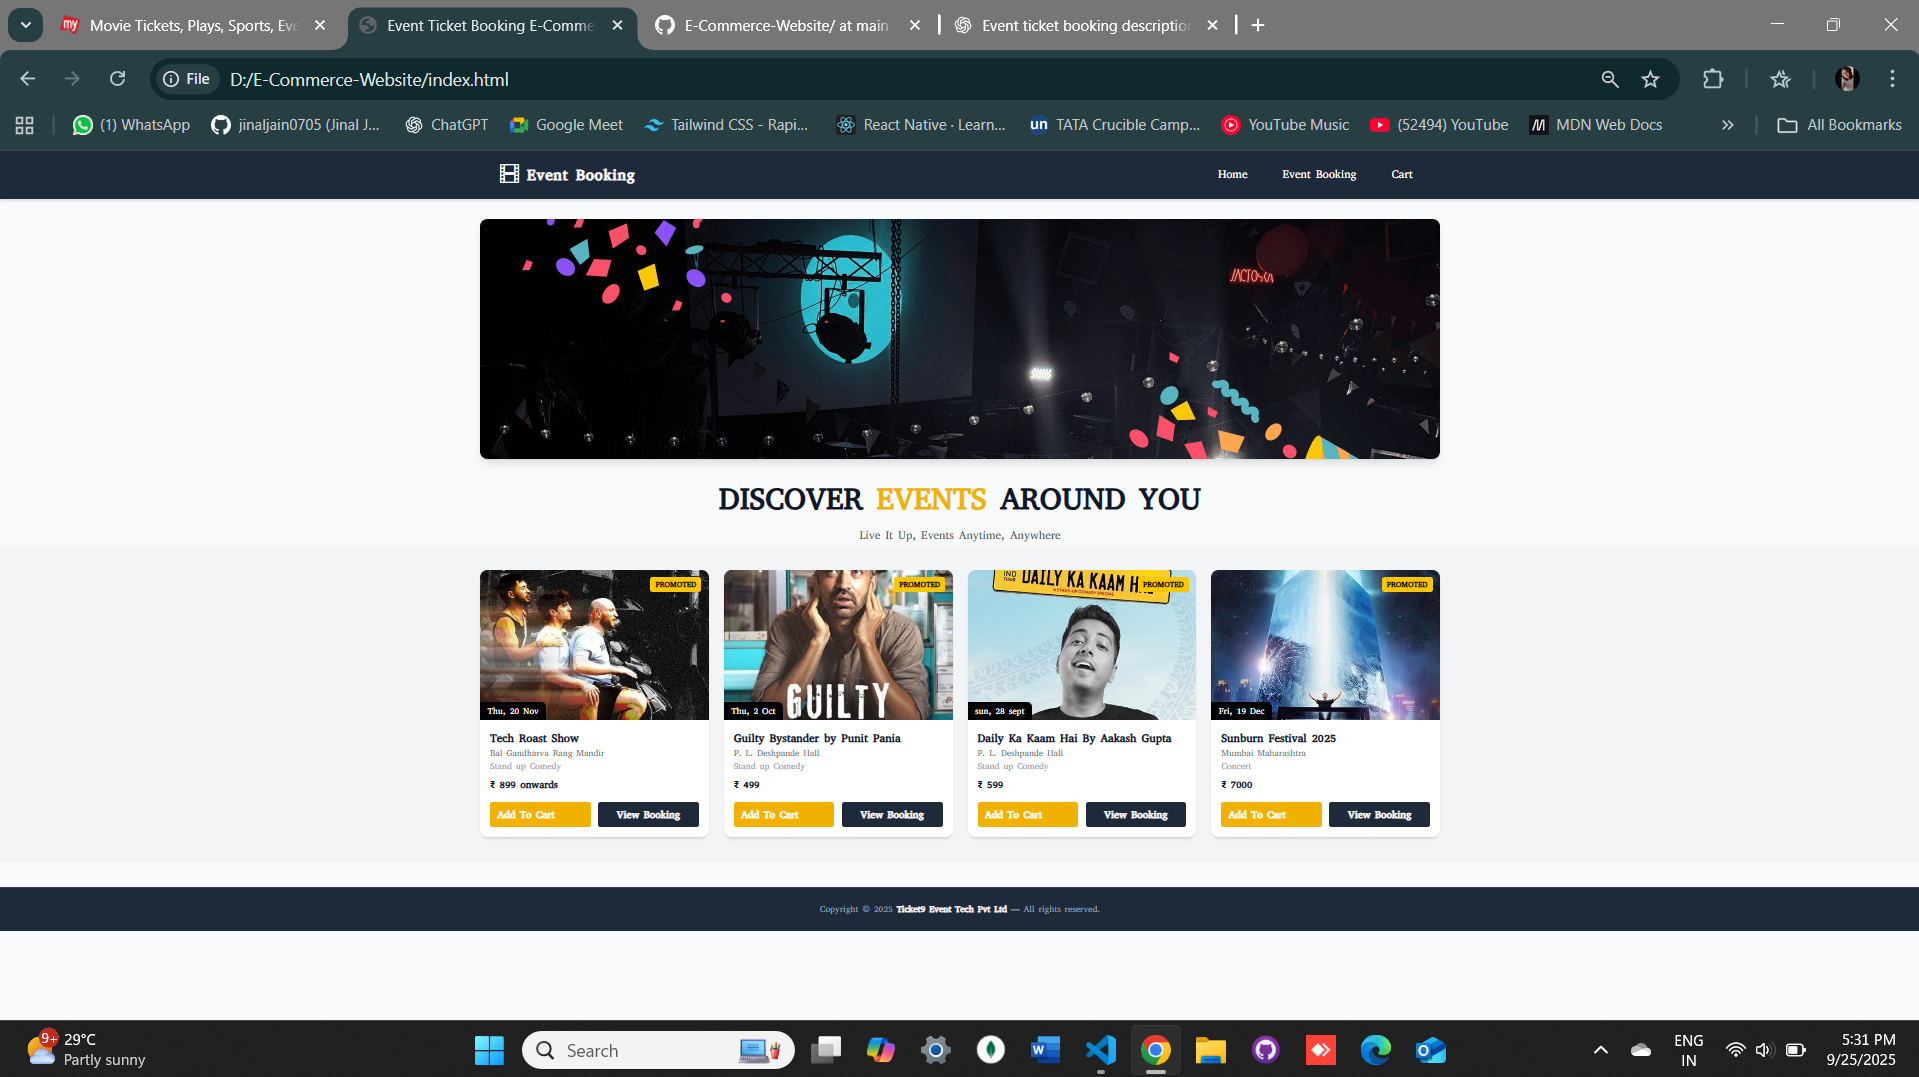 Movie Tickets, Plays, Sports, Eve
Event Ticket Booking E-Comme
E-Commerce-Website/ at main
Event ticket booking description
File
D:/E-Commerce-Website/index.html
(1) WhatsApp
jinaljain0705 (Jinal J...
ChatGPT
Google Meet
Tailwind CSS - Rapi...
React Native · Learn...
un
TATA Crucible Camp...
YouTube Music
(52494) YouTube
MDN Web Docs
All Bookmarks
Event Booking
Home
Event Booking
Cart
DISCOVER EVENTS AROUND YOU
Live It Up, Events Anytime, Anywhere
PROMOTED
Thu, 20 Nov
Tech Roast Show
Bal Gandharva Rang Mandir
Stand up Comedy
₹ 899 onwards
Add To Cart
View Booking
PROMOTED
GUILTY
Thu, 2 Oct
Guilty Bystander by Punit Pania
P. L. Deshpande Hall
Stand up Comedy
₹ 499
Add To Cart
View Booking
DAILY KA KAAM H
PROMOTED
sun, 28 sept
Daily Ka Kaam Hai By Aakash Gupta
P. L. Deshpande Hall
Stand up Comedy
₹ 599
Add To Cart
View Booking
PROMOTED
Fri, 19 Dec
Sunburn Festival 2025
Mumbai Maharashtra
Concert
₹ 7000
Add To Cart
View Booking
Copyright © 2025 Ticket9 Event Tech Pvt Ltd — All rights reserved.
9+
29°C
Partly sunny
Search
ENG
IN
5:31 PM
9/25/2025